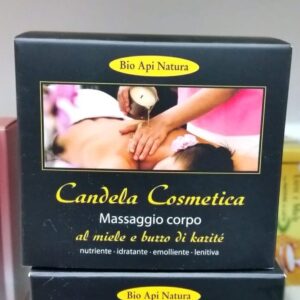 Bio Api Natura
Candela Cosmetica
Massaggio corpo
al miele e burro di karité
nutriente - idratante - emolliente - lenitiva
Bio Api Natura